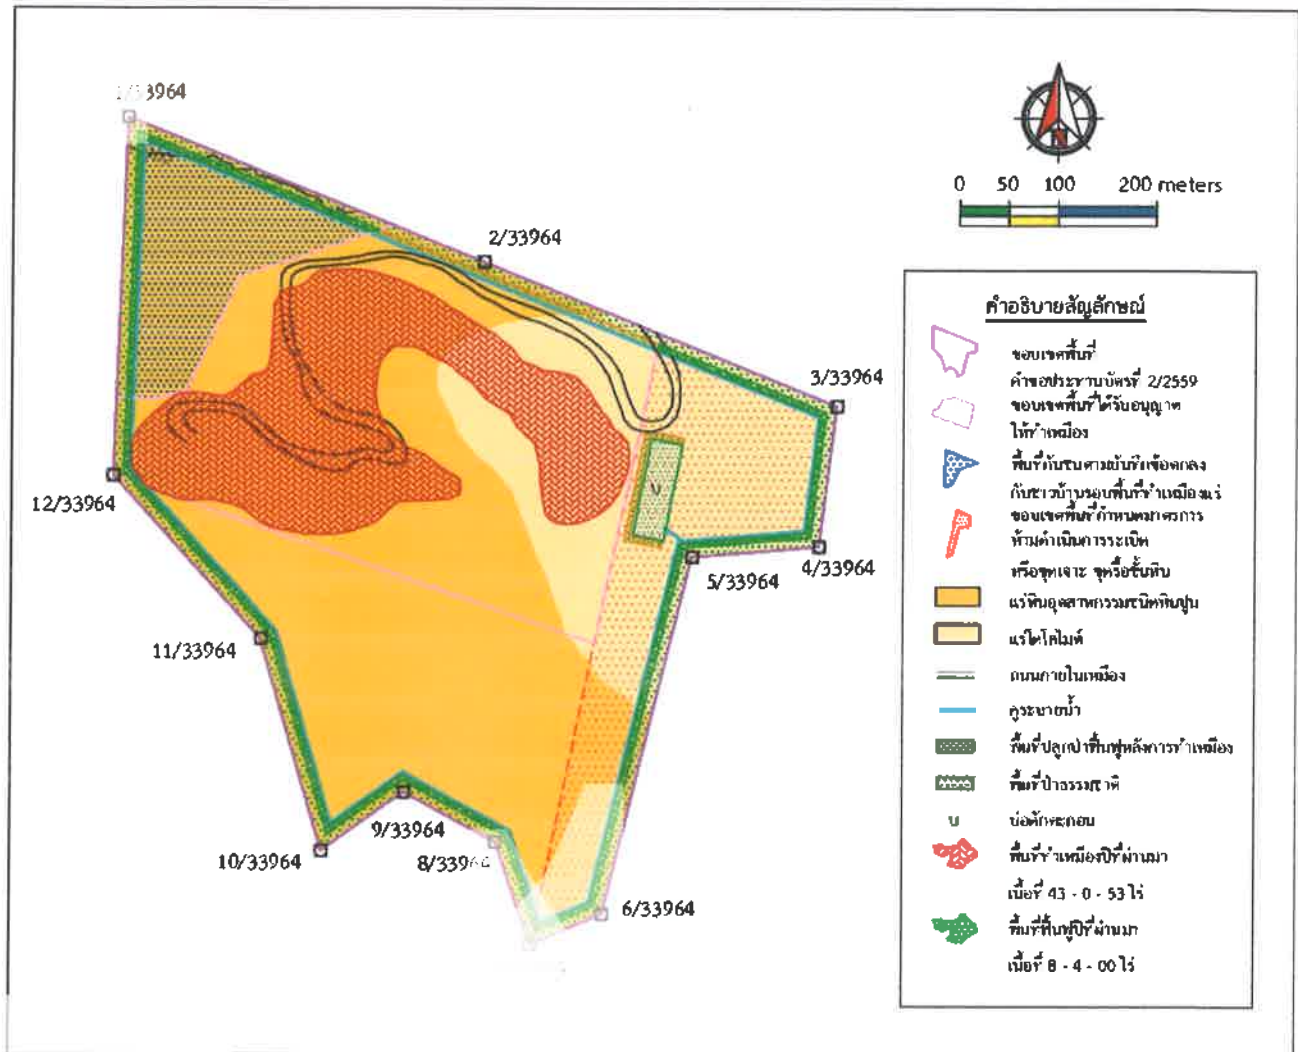 33964
2/33964
3/33964
4/33964
5/33964
6/33964
8/3396
9/33964
10/33964
11/33964
12/33964
N
0 50 100 200 meters
คำอธิบายสัญลักษณ์
ขอบเขตพื้นที่
คำขอประทานบัตรที่ 2/2559
ขอบเขตพื้นที่ได้รับอนุญาต
ให้ทำเหมือง
พื้นที่กันชนตามบันทึกข้อตกลง
กับชาวบ้านรอบพื้นที่ทำเหมืองแร่
ขอบเขตพื้นที่กำหนดมาตรการ
ห้ามดำเนินการระเบิด
หรือขุดเจาะ ขุดรื้อชั้นหิน
แร่หินอุตสาหกรรมชนิดหินปูน
แร่โดโลไมต์
ถนนภายในเหมือง
คูระบายน้ำ
พื้นที่ปลูกป่าฟื้นฟูหลังการทำเหมือง
พื้นที่ป่าธรรมชาติ
บ บ่อดักตะกอน
พื้นที่ทำเหมืองปีที่ผ่านมา
เนื้อที่ 43 - 0 - 53 ไร่
พื้นที่ฟื้นฟูปีที่ผ่านมา
เนื้อที่ 8 - 4 - 00 ไร่
บ